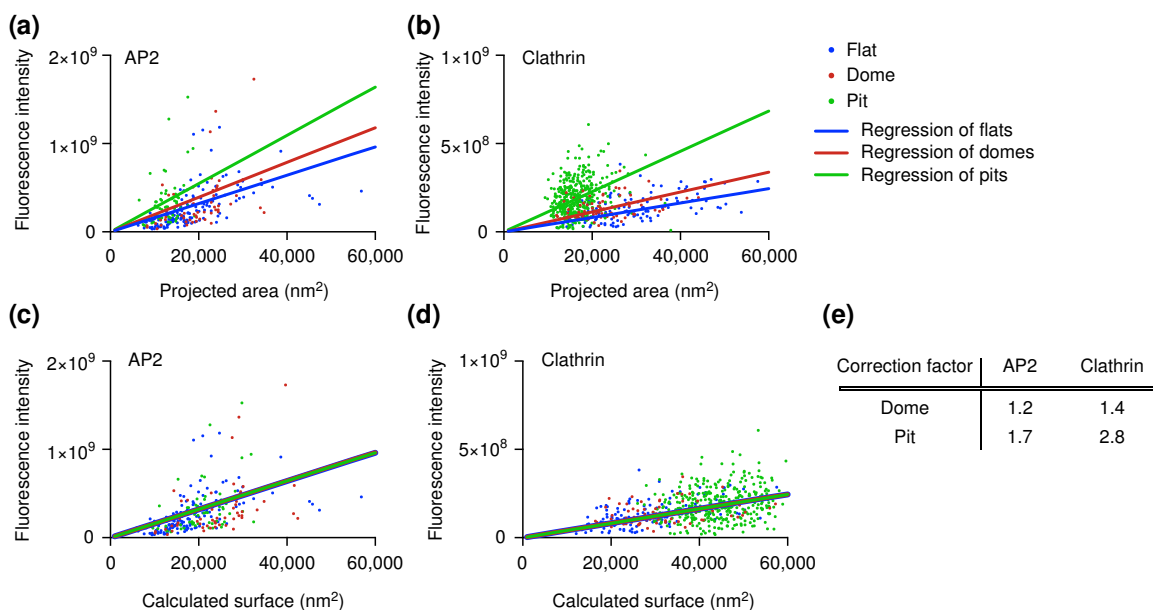 (a)
AP2
Fluorescence intensity
2×10⁹
1×10⁹
0
0 20,000 40,000 60,000
Projected area (nm²)
(b)
Clathrin
Fluorescence intensity
1×10⁹
5×10⁸
0
0 20,000 40,000 60,000
Projected area (nm²)
Flat
Dome
Pit
Regression of flats
Regression of domes
Regression of pits
(c)
AP2
Fluorescence intensity
2×10⁹
1×10⁹
0
0 20,000 40,000 60,000
Calculated surface (nm²)
(d)
Clathrin
Fluorescence intensity
1×10⁹
5×10⁸
0
0 20,000 40,000 60,000
Calculated surface (nm²)
(e)
Correction factor AP2 Clathrin
Dome 1.2 1.4
Pit 1.7 2.8